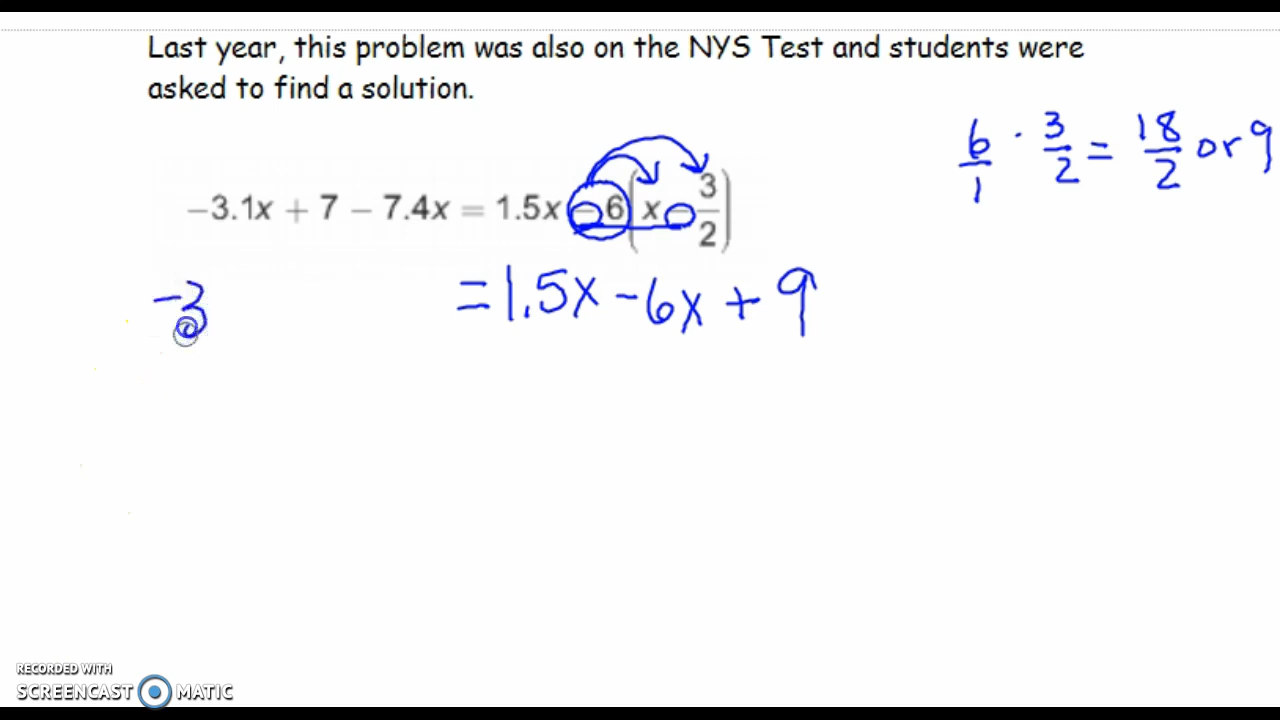 Last year, this problem was also on the NYS Test and students were
asked to find a solution.
6/1 · 3/2 = 18/2 or 9
−3.1x + 7 − 7.4x = 1.5x − 6(x − 3/2)
-3 = 1.5x - 6x + 9
RECORDED WITH
SCREENCAST MATIC